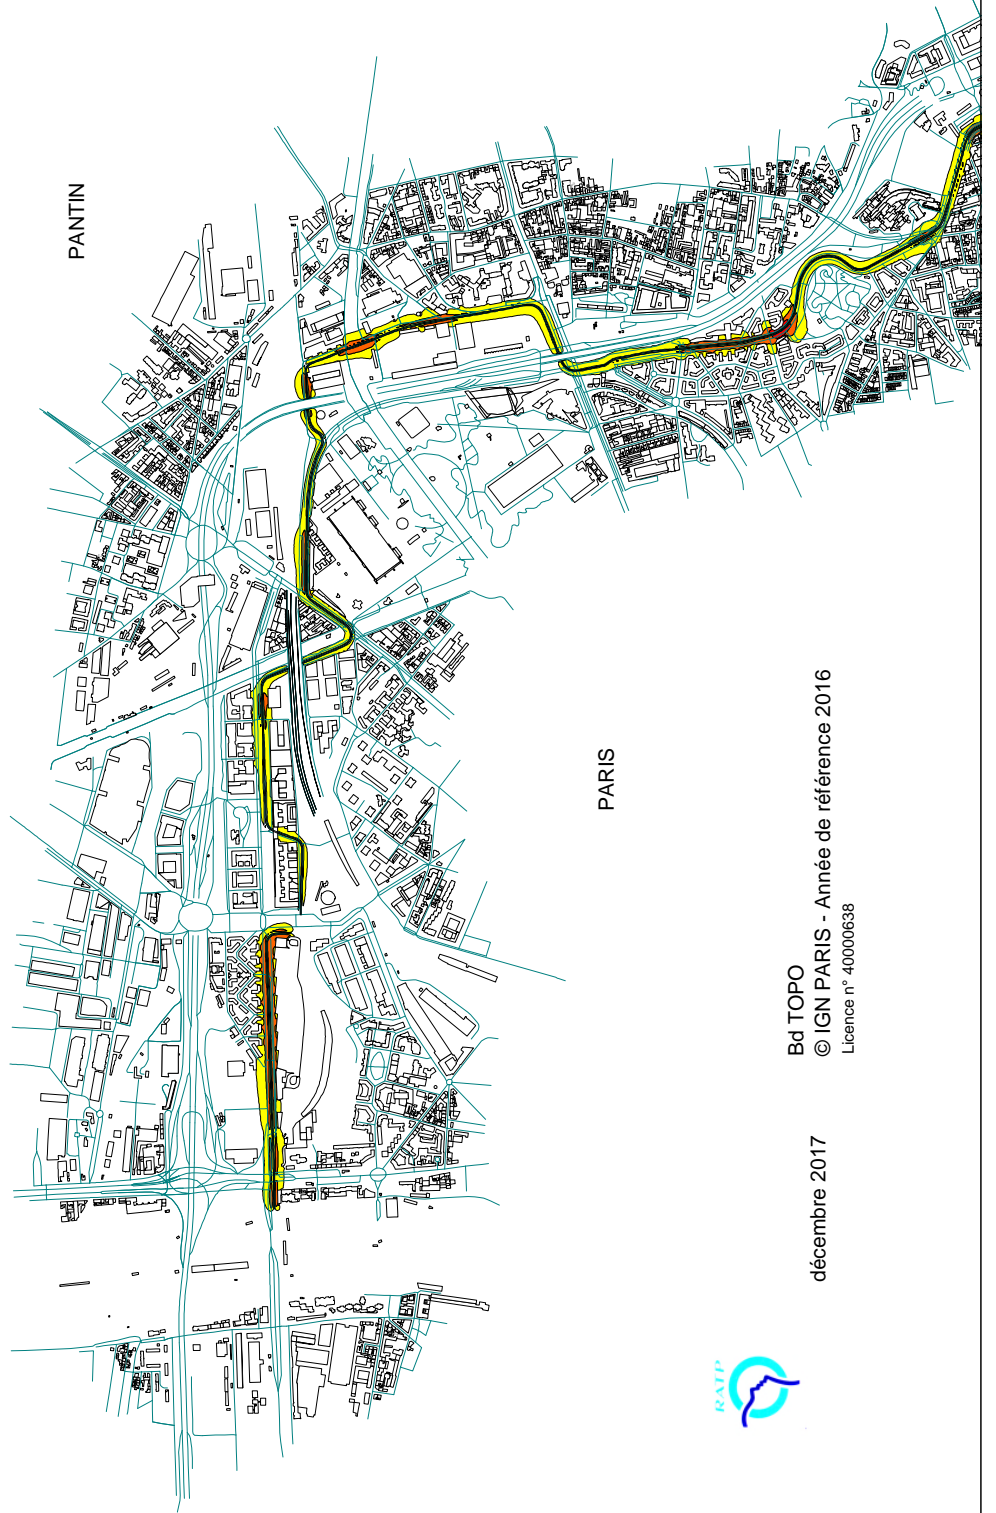 PANTIN
PARIS
Bd TOPO
© IGN PARIS - Année de référence 2016
Licence n° 40000638
décembre 2017
RATP